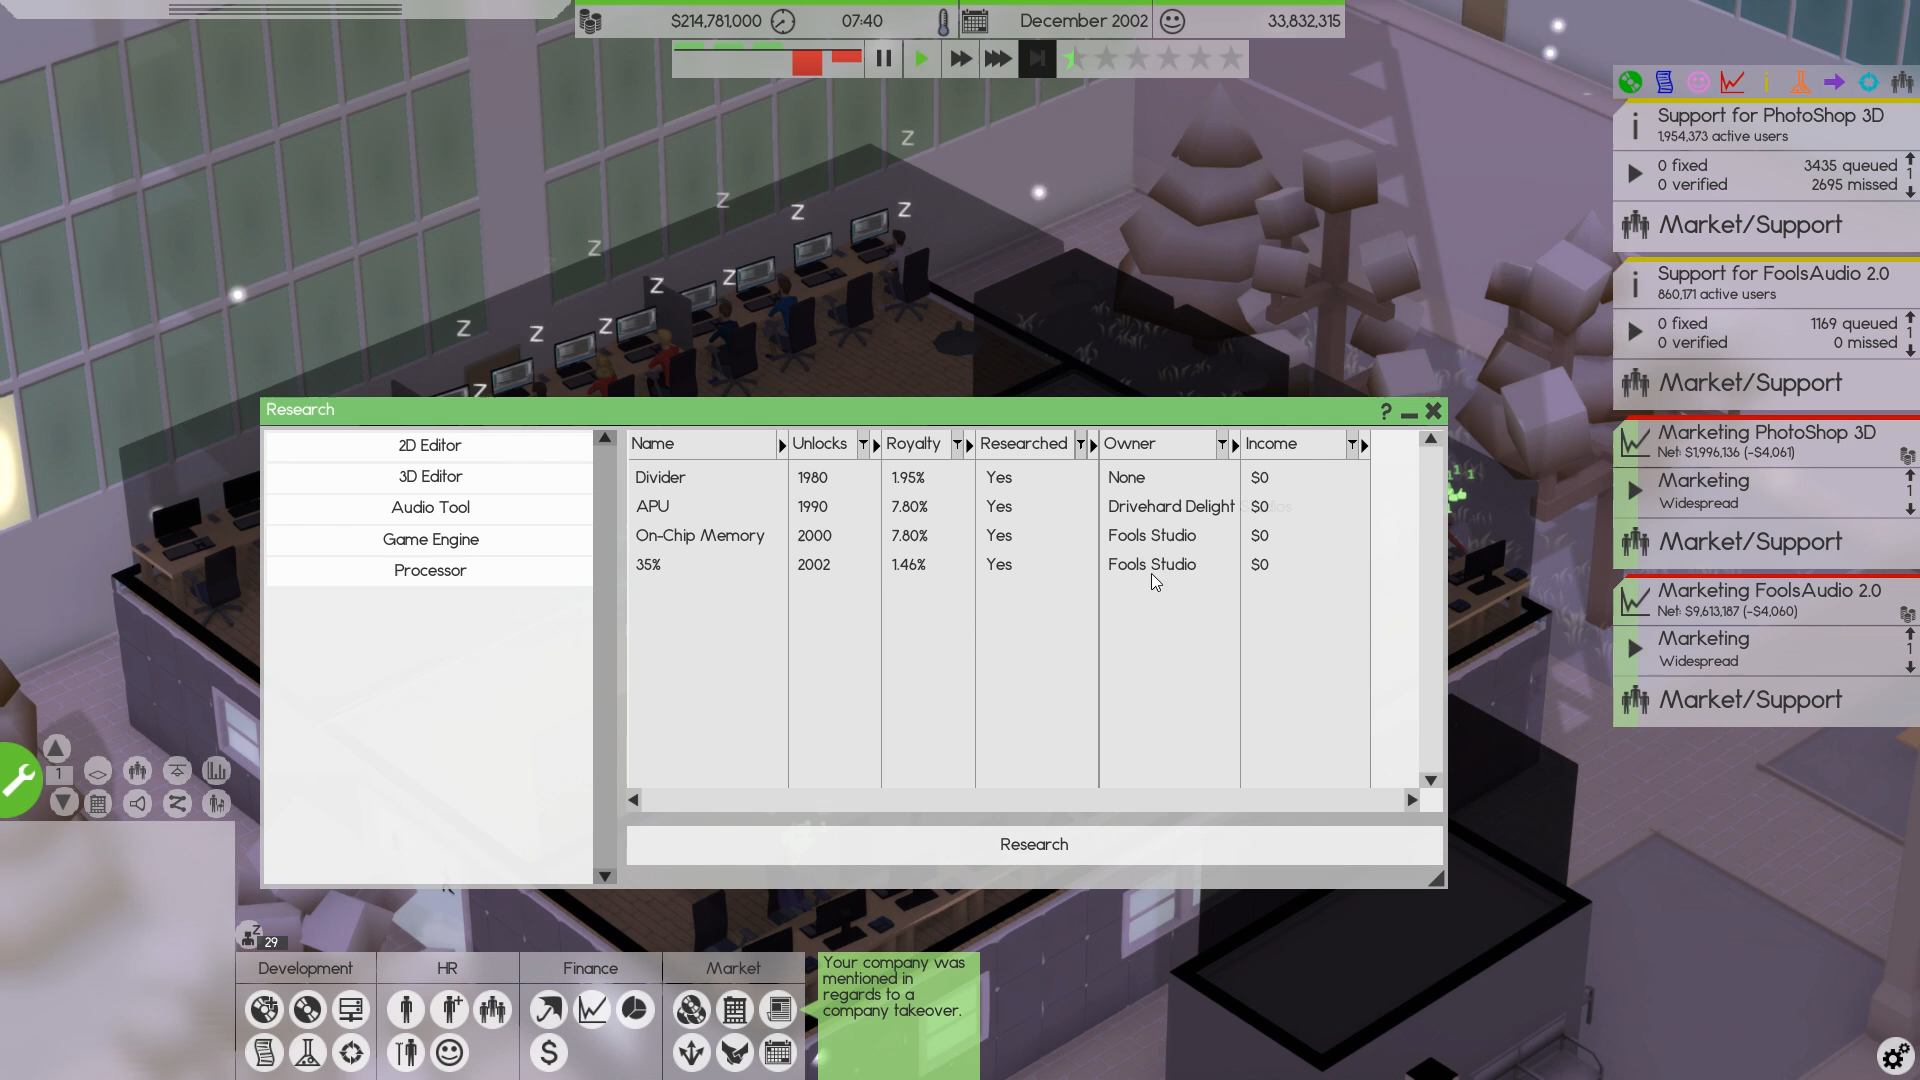 $214,781,000
07:40
December 2002
33,832,315
Support for PhotoShop 3D
1,954,373 active users
0 fixed
3435 queued
0 verified
2695 missed
1
Market/Support
Support for FoolsAudio 2.0
860,171 active users
0 fixed
1169 queued
0 verified
0 missed
1
Market/Support
Marketing PhotoShop 3D
Net: $1,996,136 (-$4,061)
Marketing
Widespread
1
Market/Support
Marketing FoolsAudio 2.0
Net: $9,613,187 (-$4,060)
Marketing
Widespread
1
Market/Support
Z
Z
Z
Z
Z
Z
Z
Z
Z
Z
Z
Z
Research
?
2D Editor
3D Editor
Audio Tool
Game Engine
Processor
Name Unlocks Royalty Researched Owner Income
Divider 1980 1.95% Yes None $0
APU 1990 7.80% Yes Drivehard Delight $0
On-Chip Memory 2000 7.80% Yes Fools Studio $0
35% 2002 1.46% Yes Fools Studio $0
Research
1
Z
29
Development
HR
Finance
Market
Your company was
mentioned in
regards to a
company takeover.